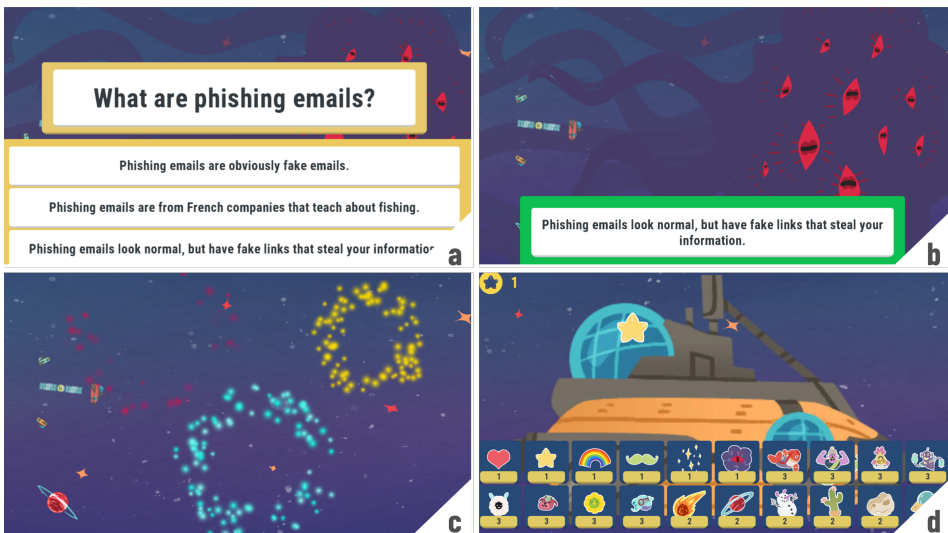 What are phishing emails?
Phishing emails are obviously fake emails.
Phishing emails are from French companies that teach about fishing.
Phishing emails look normal, but have fake links that steal your information
a
Phishing emails look normal, but have fake links that steal your
information.
b
c
1
1 1 1 1 1 1 3 3 3 3
3 3 3 3 2 2 2 2 2
d